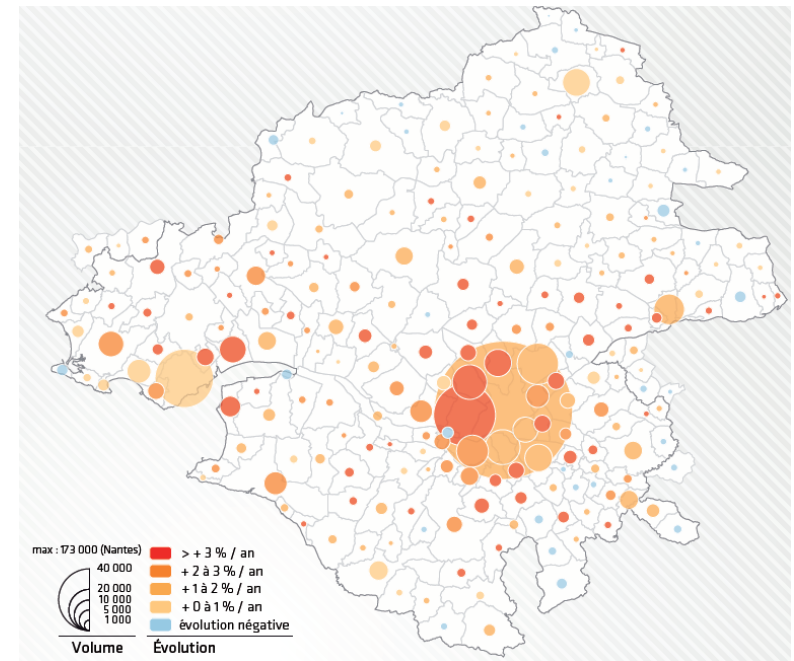 max : 173 000 (Nantes)
40 000
20 000
10 000
5 000
1 000
Volume
> + 3 % / an
+ 2 à 3 % / an
+ 1 à 2 % / an
+ 0 à 1 % / an
évolution négative
Évolution